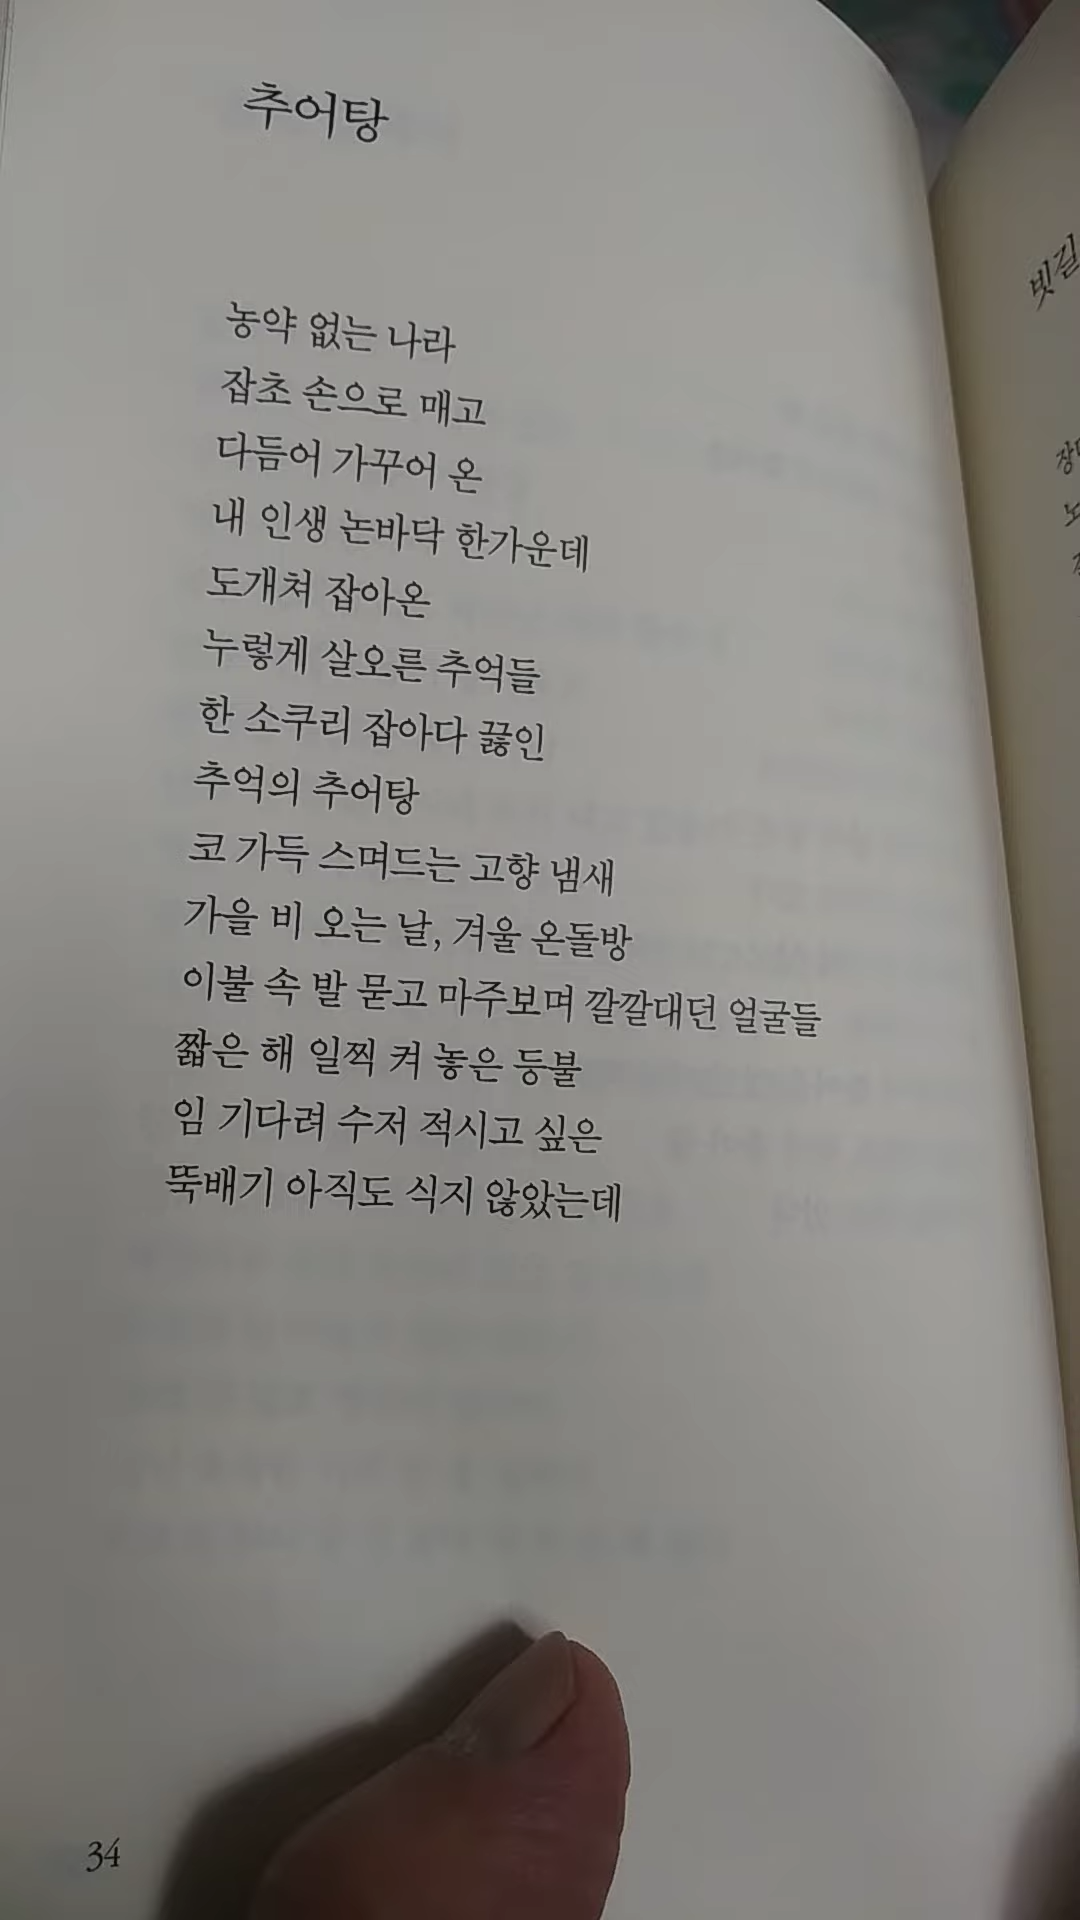 추어탕
농약 없는 나라
잡초 손으로 매고
다듬어 가꾸어 온
내 인생 논바닥 한가운데
도개쳐 잡아온
누렇게 살오른 추억들
한 소쿠리 잡아다 끓인
추억의 추어탕
코 가득 스며드는 고향 냄새
가을 비 오는 날, 겨울 온돌방
이불 속 발 묻고 마주보며 깔깔대던 얼굴들
짧은 해 일찍 켜 놓은 등불
임 기다려 수저 적시고 싶은
뚝배기 아직도 식지 않았는데
34
빗길